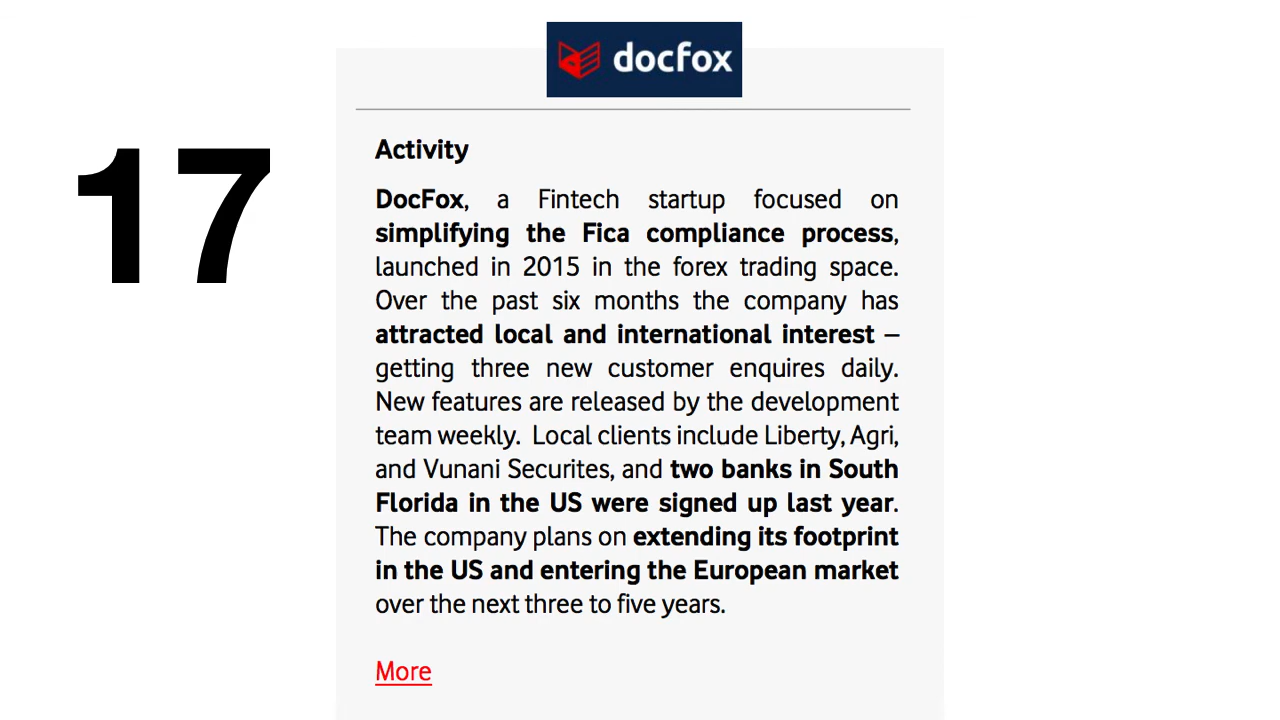 docfox
17
Activity
DocFox, a Fintech startup focused on
simplifying the Fica compliance process,
launched in 2015 in the forex trading space.
Over the past six months the company has
attracted local and international interest –
getting three new customer enquires daily.
New features are released by the development
team weekly.  Local clients include Liberty, Agri,
and Vunani Securites, and two banks in South
Florida in the US were signed up last year.
The company plans on extending its footprint
in the US and entering the European market
over the next three to five years.
More